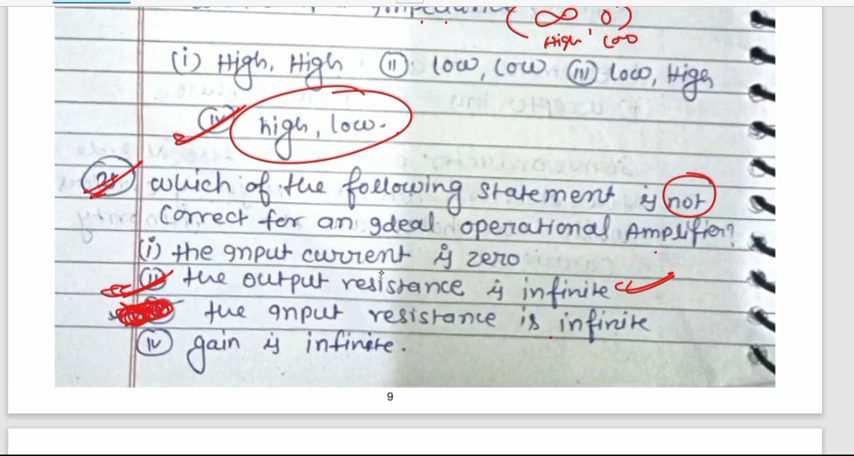 ( ∞ 0 )
High' Loo
(i) High, High (ii) low, low (iii) low, High
(iv) high, low.
which of the following statement is not
correct for an Ideal operational Amplifier?
(i) the Input current is zero
(ii) the output resistance is infinite
the Input resistance is infinite
(iv) gain is infinite.
9